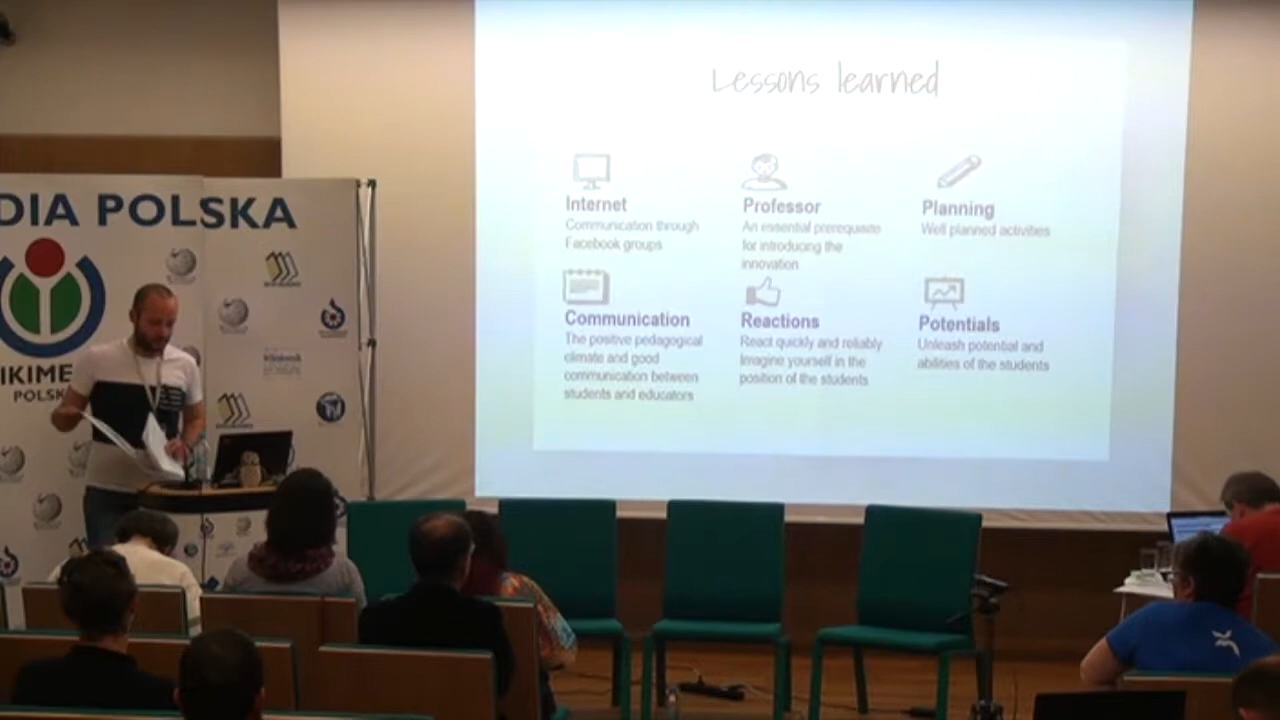 DIA POLSKA
IKIME
POLSK
Lessons learned
Internet
Communication through
Facebook groups
Professor
An essential prerequisite
for introducing the
innovation
Planning
Well planned activities
Communication
The positive pedagogical
climate and good
communication between
students and educators
Reactions
React quickly and reliably
Imagine yourself in the
position of the students
Potentials
Unleash potential and
abilities of the students